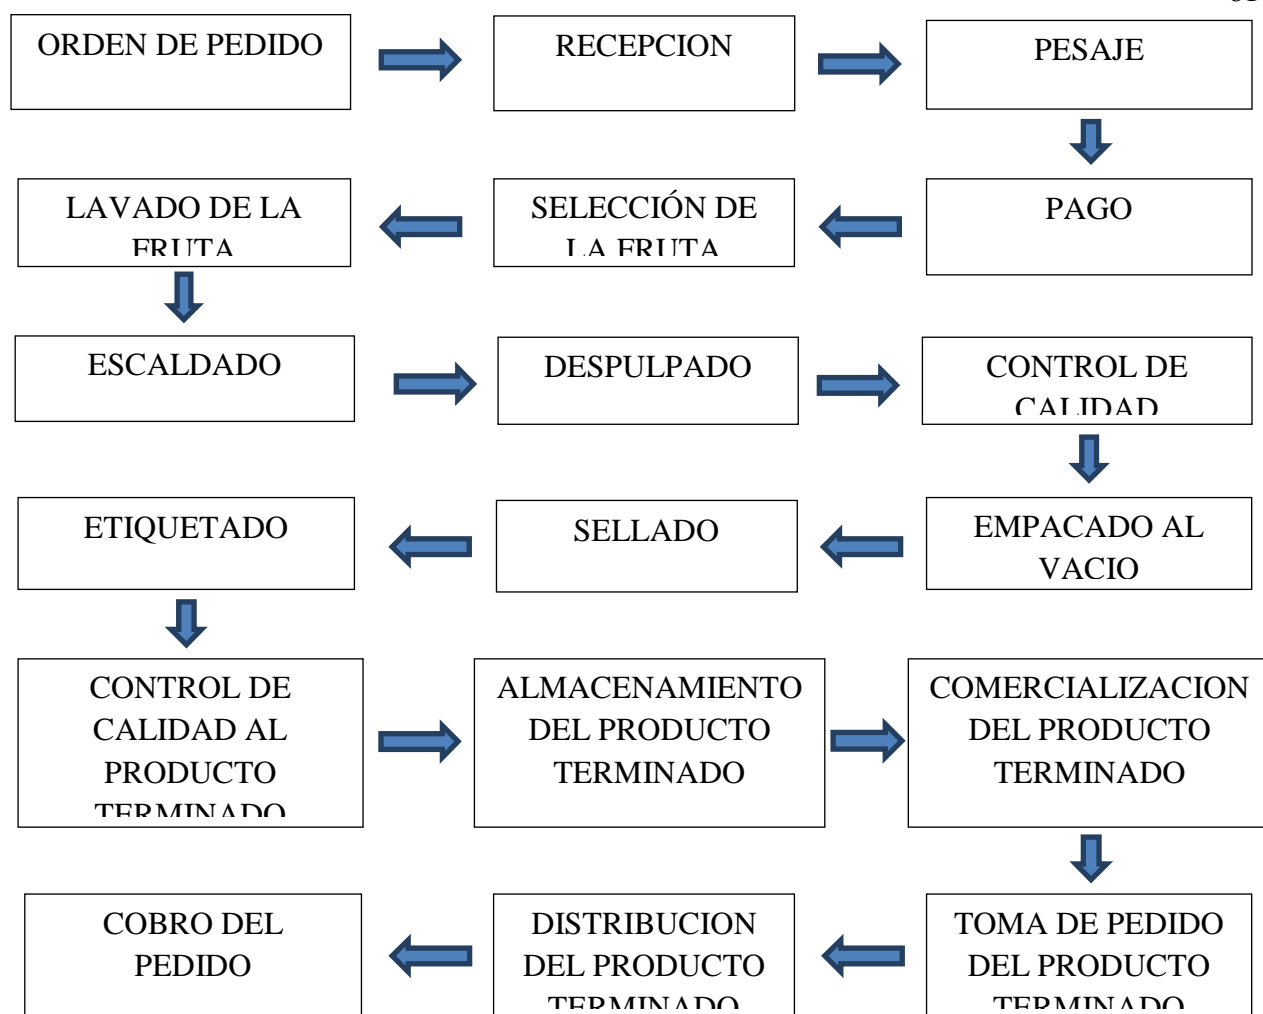 ORDEN DE PEDIDO
RECEPCION
PESAJE
LAVADO DE LA
FRUTA
SELECCIÓN DE
LA FRUTA
PAGO
ESCALDADO
DESPULPADO
CONTROL DE
CALIDAD
ETIQUETADO
SELLADO
EMPACADO AL
VACIO
CONTROL DE
CALIDAD AL
PRODUCTO
TERMINADO
ALMACENAMIENTO
DEL PRODUCTO
TERMINADO
COMERCIALIZACION
DEL PRODUCTO
TERMINADO
COBRO DEL
PEDIDO
DISTRIBUCION
DEL PRODUCTO
TERMINADO
TOMA DE PEDIDO
DEL PRODUCTO
TERMINADO